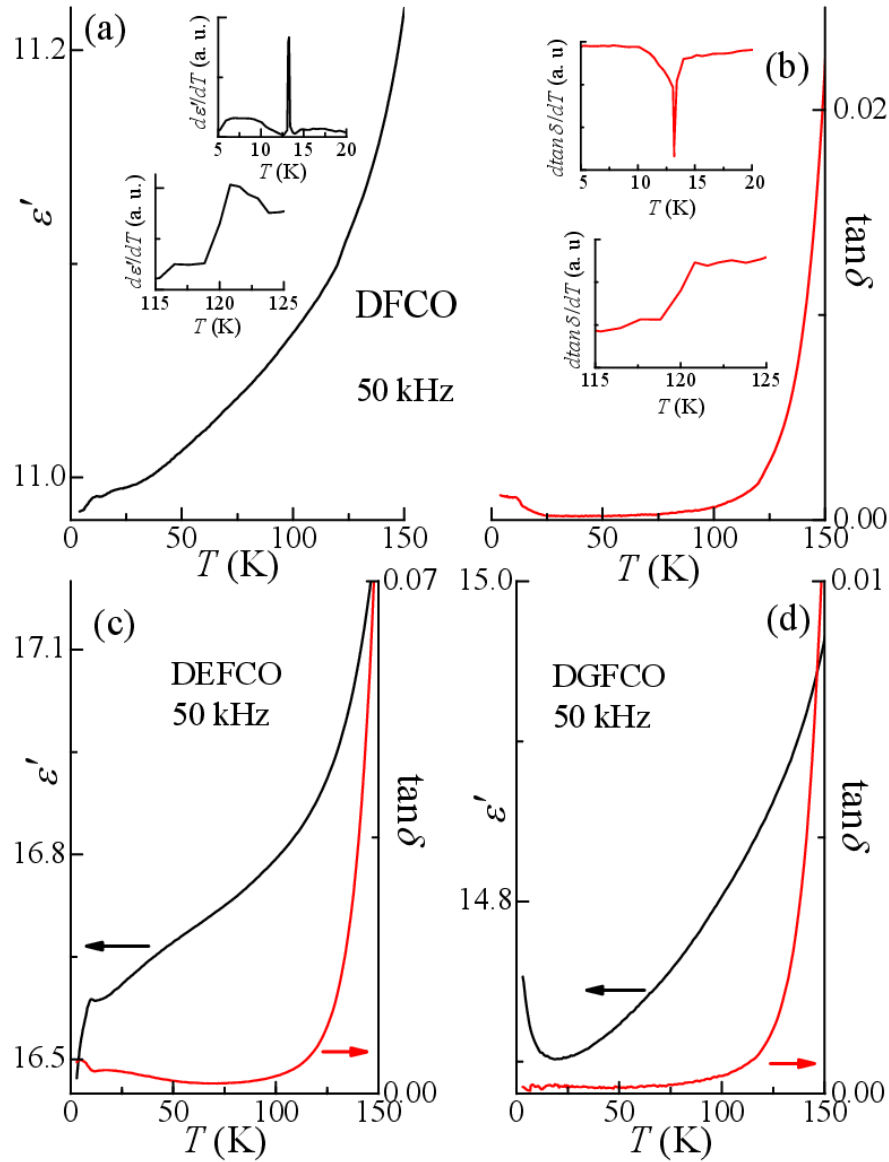 (a)
11.2
11.0
ε′
dε′/dT (a. u.)
5 10 15 20
T (K)
dε′/dT (a. u.)
115 120 125
T (K)
DFCO
50 kHz
0 50 100 150
T (K)
(b)
dtan δ/dT (a. u)
5 10 15 20
T (K)
dtan δ/dT (a. u)
115 120 125
T (K)
0.02
0.00
tanδ
0 50 100 150
T (K)
(c)
17.1
16.8
16.5
ε′
DEFCO
50 kHz
0.07
0.00
tanδ
0 50 100 150
T (K)
(d)
15.0
14.8
ε′
DGFCO
50 kHz
0.01
0.00
tanδ
0 50 100 150
T (K)